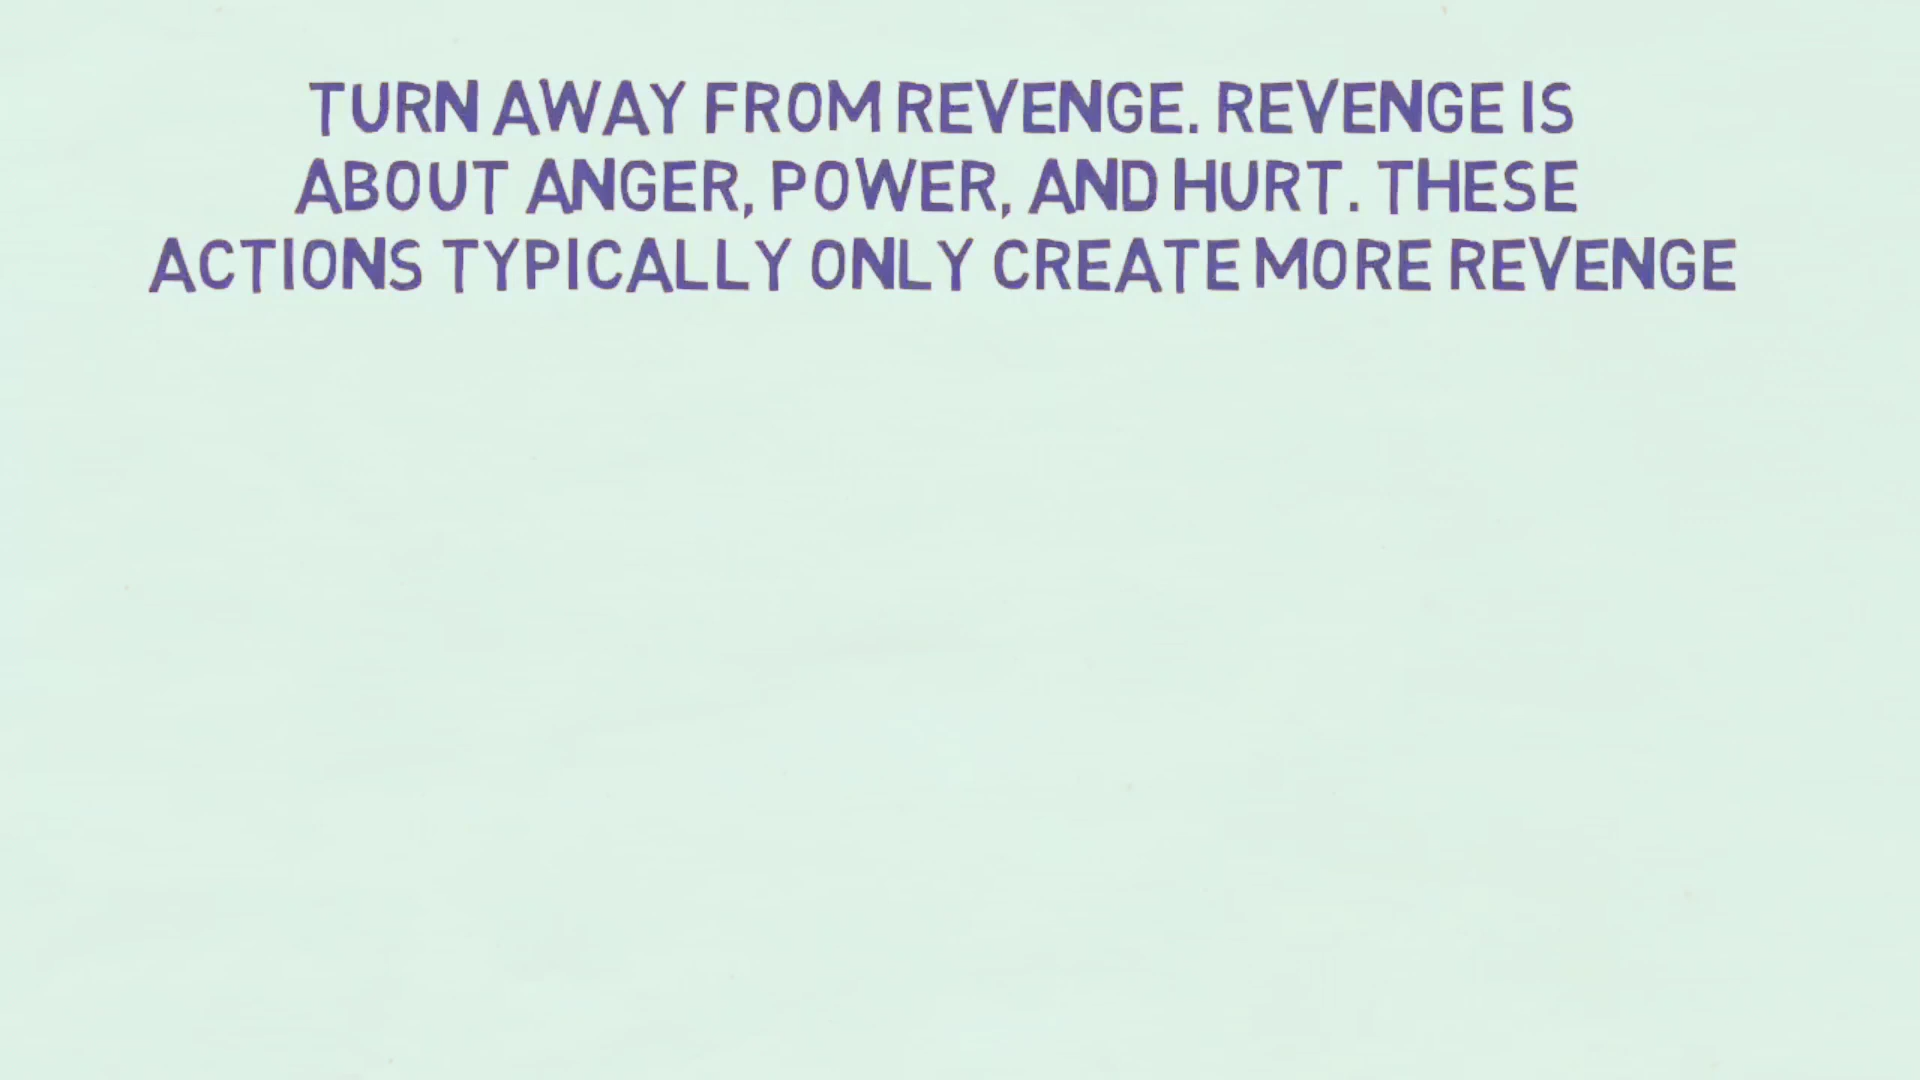 TURN AWAY FROM REVENGE. REVENGE IS
ABOUT ANGER, POWER, AND HURT. THESE
ACTIONS TYPICALLY ONLY CREATE MORE REVENGE